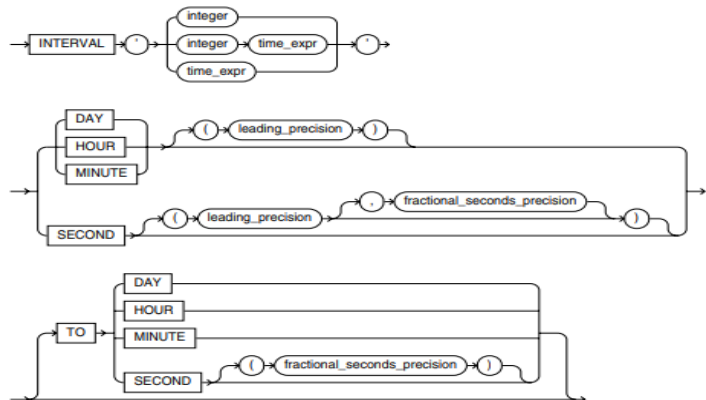 integer
INTERVAL ' integer time_expr '
time_expr
DAY
( leading_precision )
HOUR
MINUTE
, fractional_seconds_precision
( leading_precision )
SECOND
DAY
HOUR
TO MINUTE
( fractional_seconds_precision )
SECOND